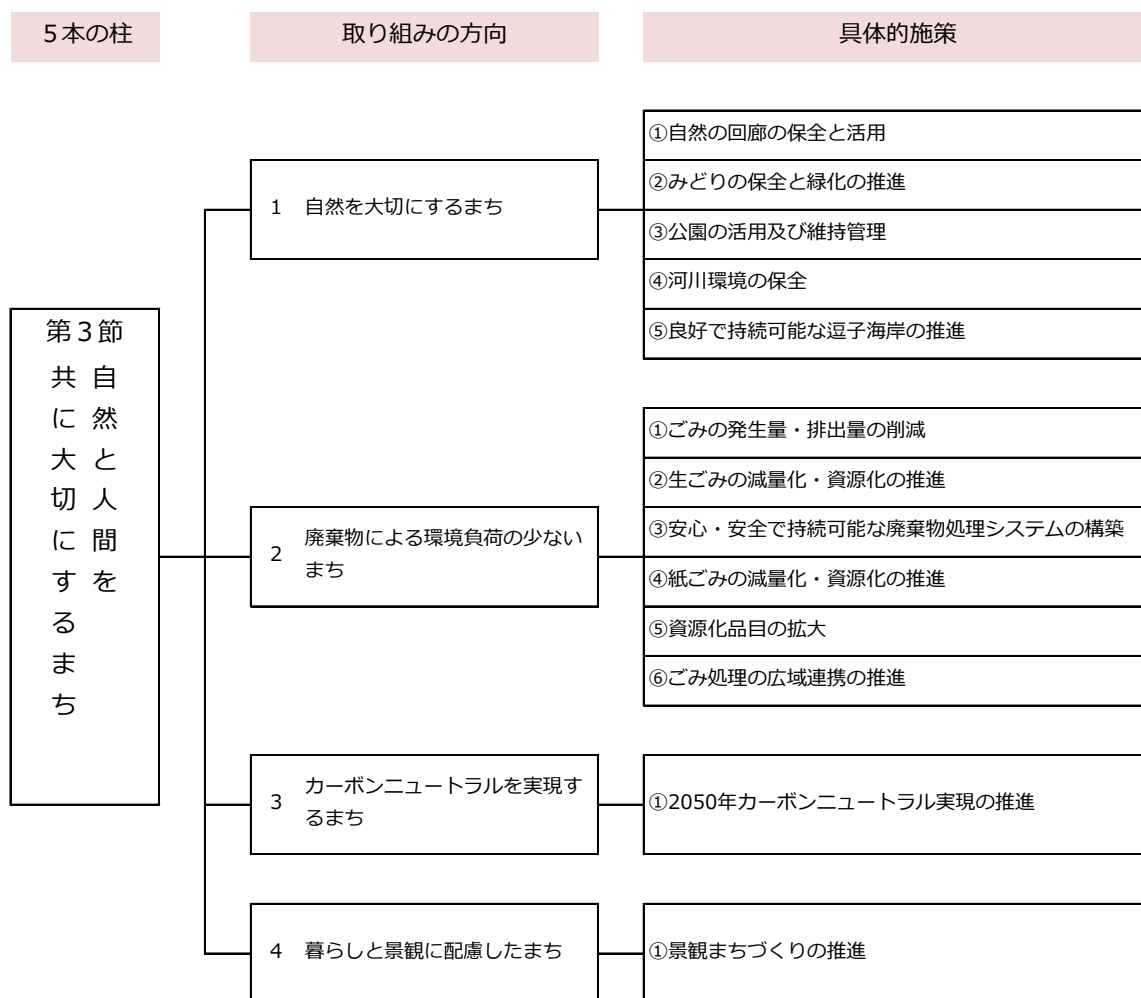 5本の柱
取り組みの方向
具体的施策
第3節
自然と人間を
共に大切にするまち
1 自然を大切にするまち
①自然の回廊の保全と活用
②みどりの保全と緑化の推進
③公園の活用及び維持管理
④河川環境の保全
⑤良好で持続可能な逗子海岸の推進
2 廃棄物による環境負荷の少ない
まち
①ごみの発生量・排出量の削減
②生ごみの減量化・資源化の推進
③安心・安全で持続可能な廃棄物処理システムの構築
④紙ごみの減量化・資源化の推進
⑤資源化品目の拡大
⑥ごみ処理の広域連携の推進
3 カーボンニュートラルを実現す
るまち
①2050年カーボンニュートラル実現の推進
4 暮らしと景観に配慮したまち
①景観まちづくりの推進